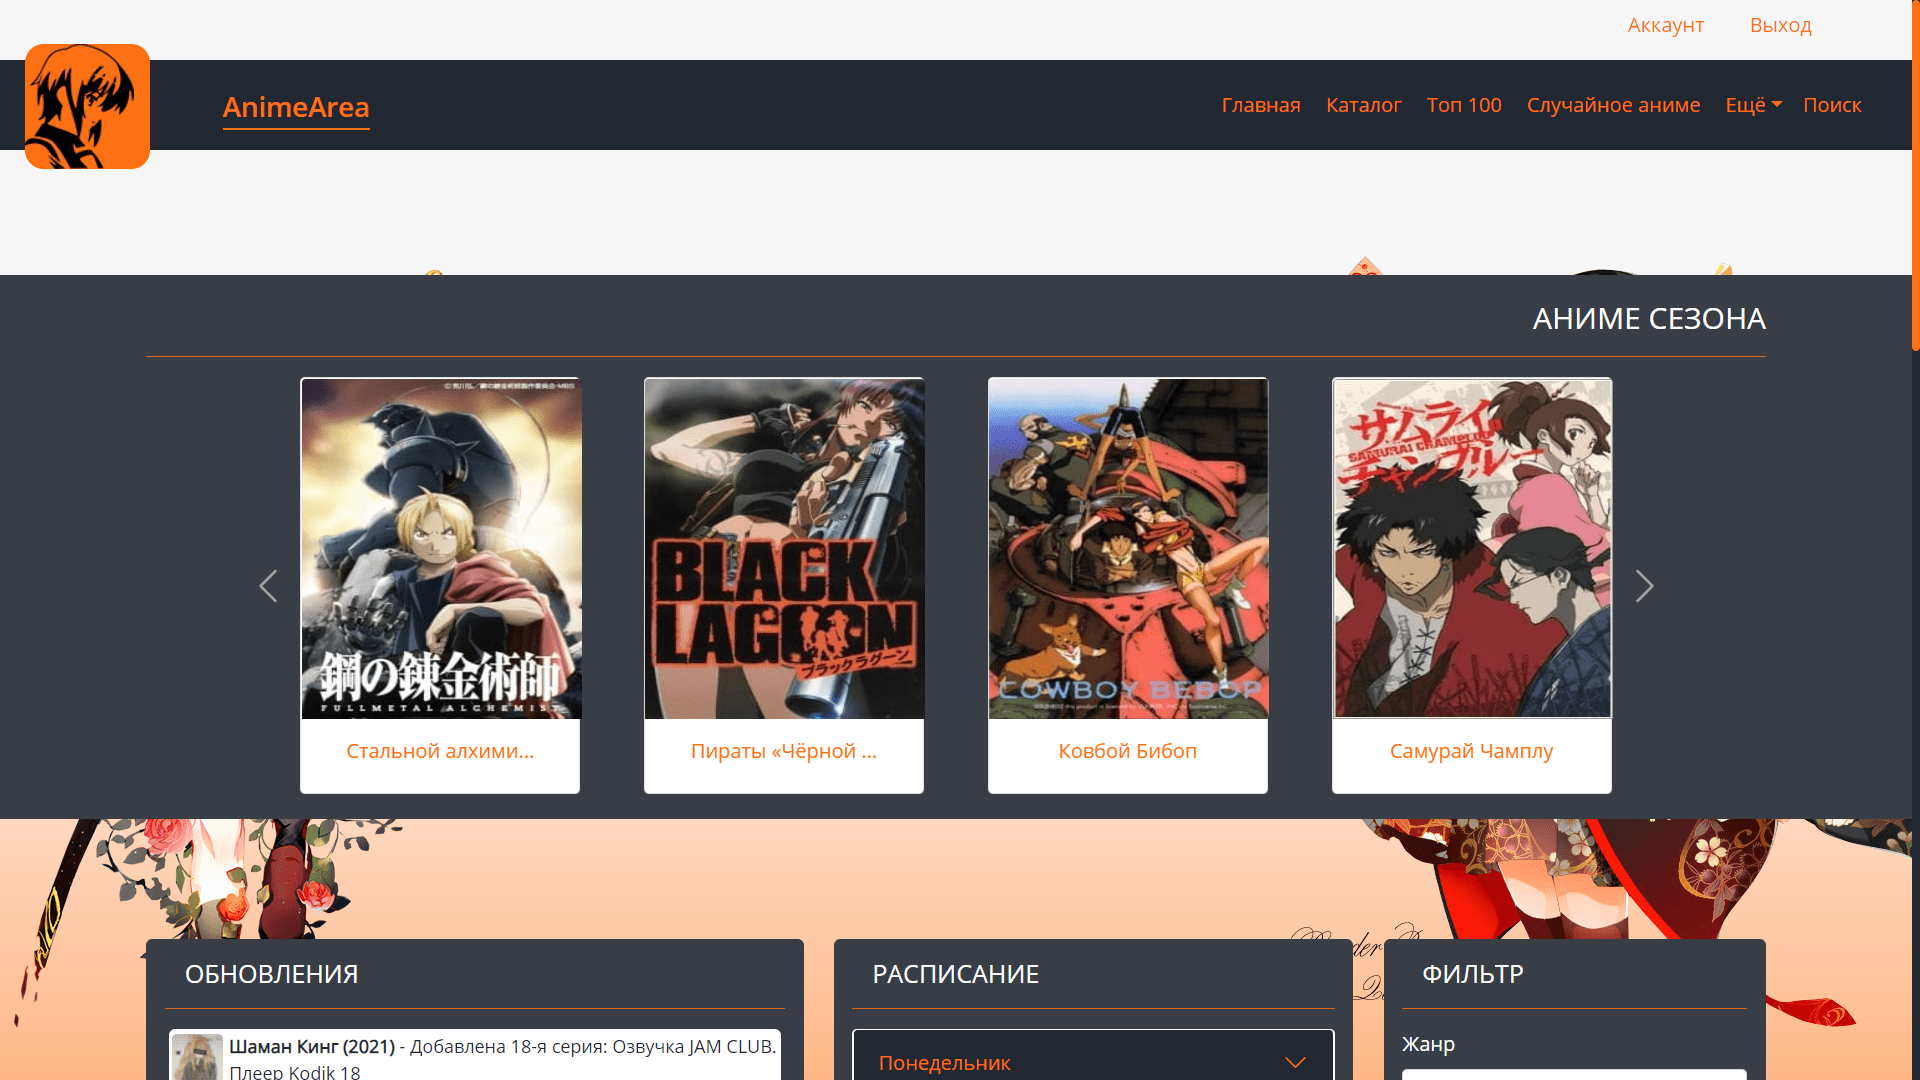 Аккаунт Выход
AnimeArea
Главная Каталог Топ 100 Случайное аниме Ещё Поиск
АНИМЕ СЕЗОНА
鋼の錬金術師
FULLMETAL ALCHEMIST
BLACK
LAGOON
ブラックラグーン
COWBOY BEBOP
サムライ
SAMURAI CHAMPLOO
チャンプルー
Стальной алхими...
Пираты «Чёрной ...
Ковбой Бибоп
Самурай Чамплу
ОБНОВЛЕНИЯ
Шаман Кинг (2021) - Добавлена 18-я серия: Озвучка JAM CLUB.
Плеер Kodik 18
РАСПИСАНИЕ
Понедельник
ФИЛЬТР
Жанр